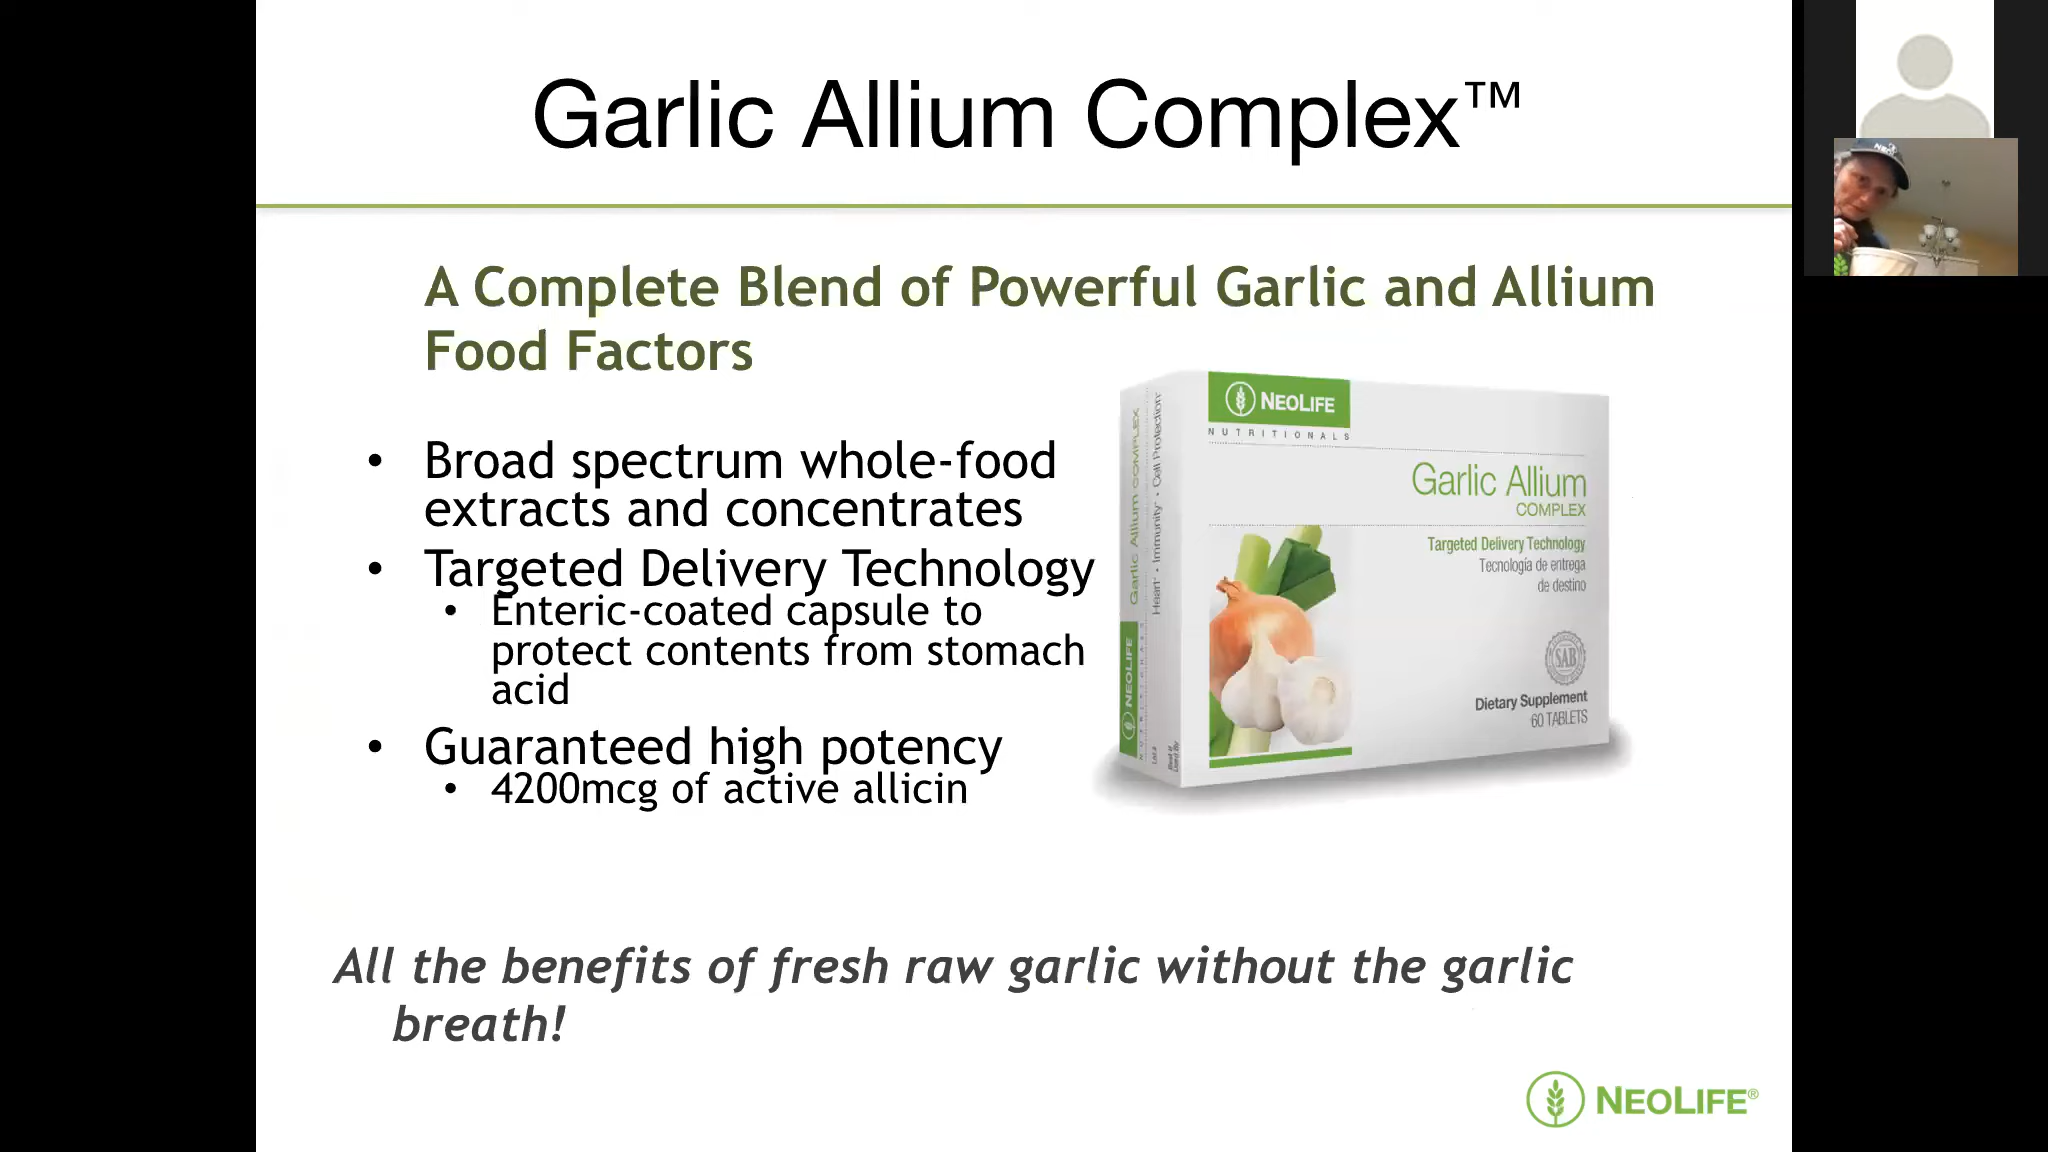 Garlic Allium Complex™
A Complete Blend of Powerful Garlic and Allium
Food Factors
• Broad spectrum whole-food
extracts and concentrates
• Targeted Delivery Technology
• Enteric-coated capsule to
protect contents from stomach
acid
• Guaranteed high potency
• 4200mcg of active allicin
NEOLIFE
NUTRITIONALS
Garlic Allium
COMPLEX
Targeted Delivery Technology
Tecnología de entrega
de destino
SAB
Dietary Supplement
60 TABLETS
Garlic Allium COMPLEX
Heart • Immunity • Cell Protection
NEOLIFE
All the benefits of fresh raw garlic without the garlic
breath!
NEOLIFE®